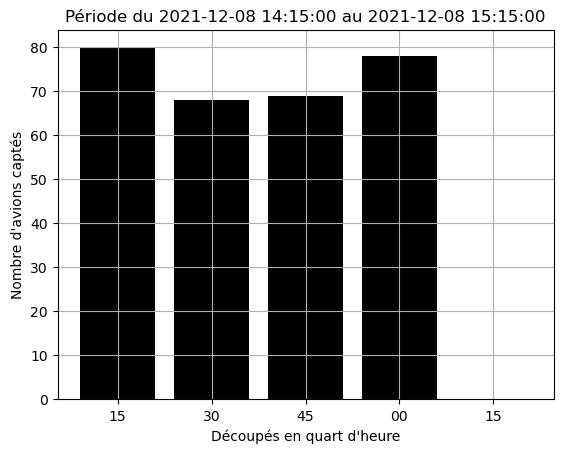 Période du 2021-12-08 14:15:00 au 2021-12-08 15:15:00
80
70
60
50
40
30
20
10
0
Nombre d'avions captés
15 30 45 00 15
Découpés en quart d'heure